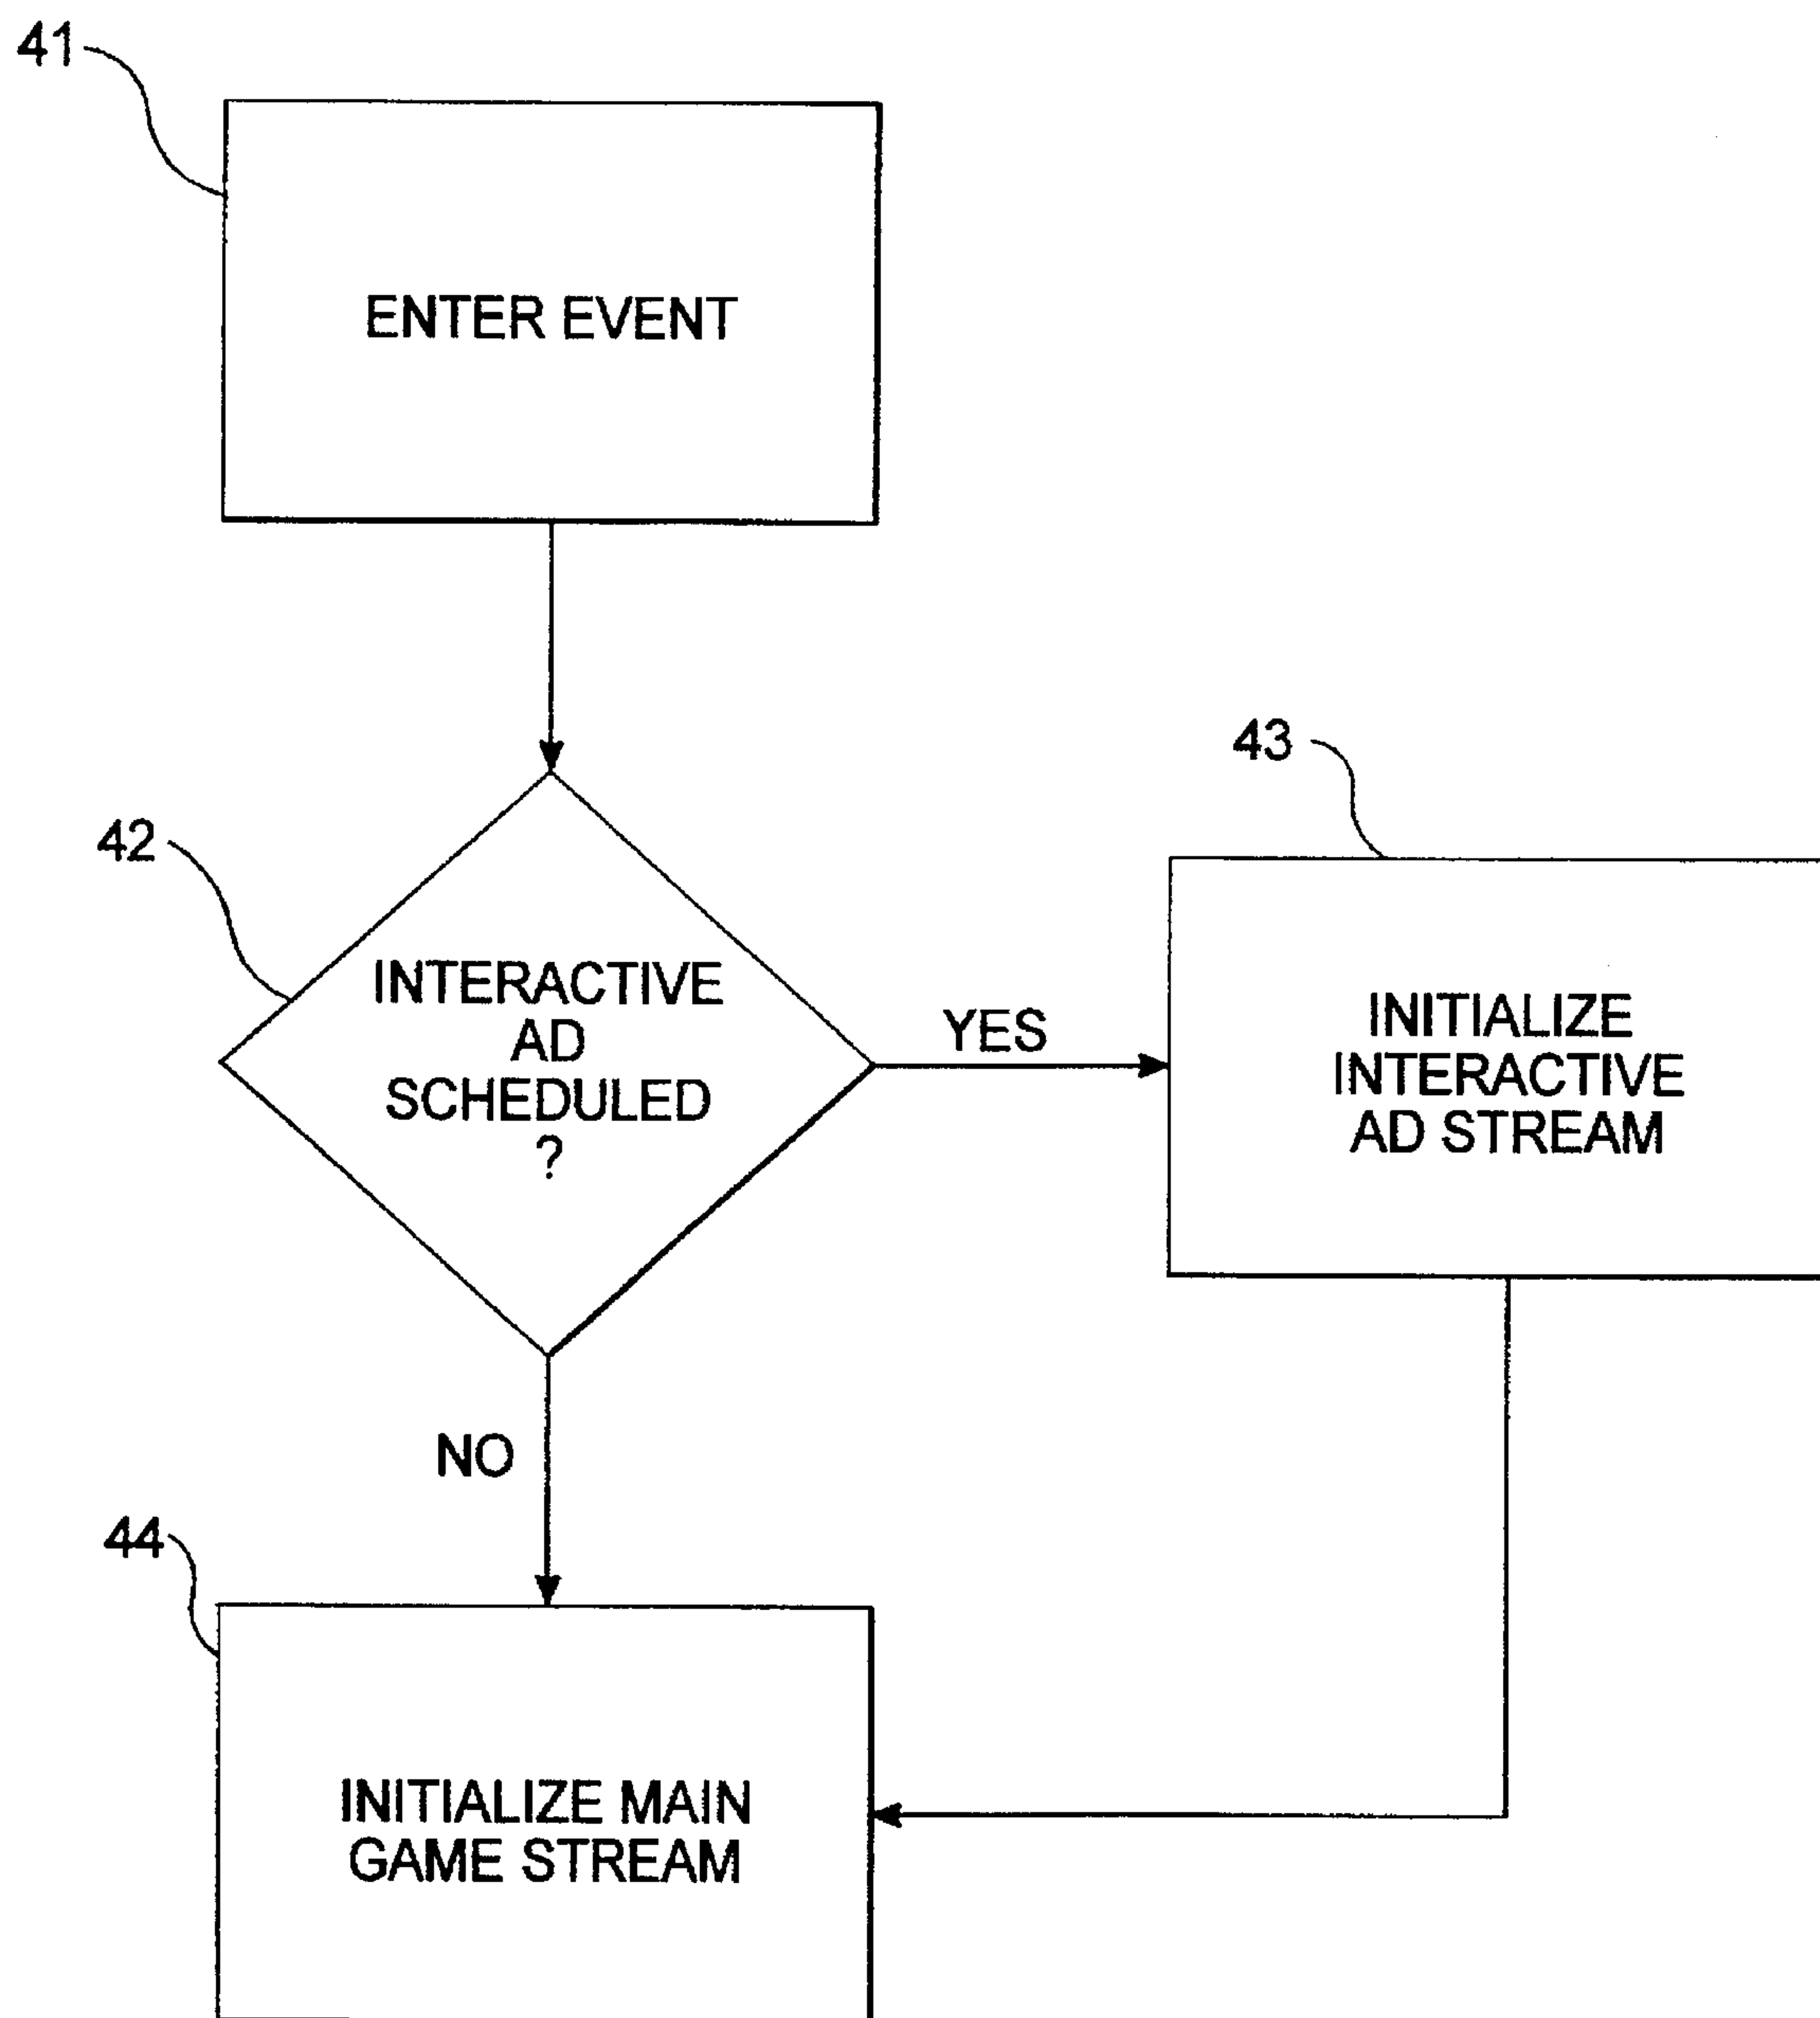 41
ENTER EVENT
42
INTERACTIVE
AD
SCHEDULED
?
YES
43
INITIALIZE
INTERACTIVE
AD STREAM
NO
44
INITIALIZE MAIN
GAME STREAM